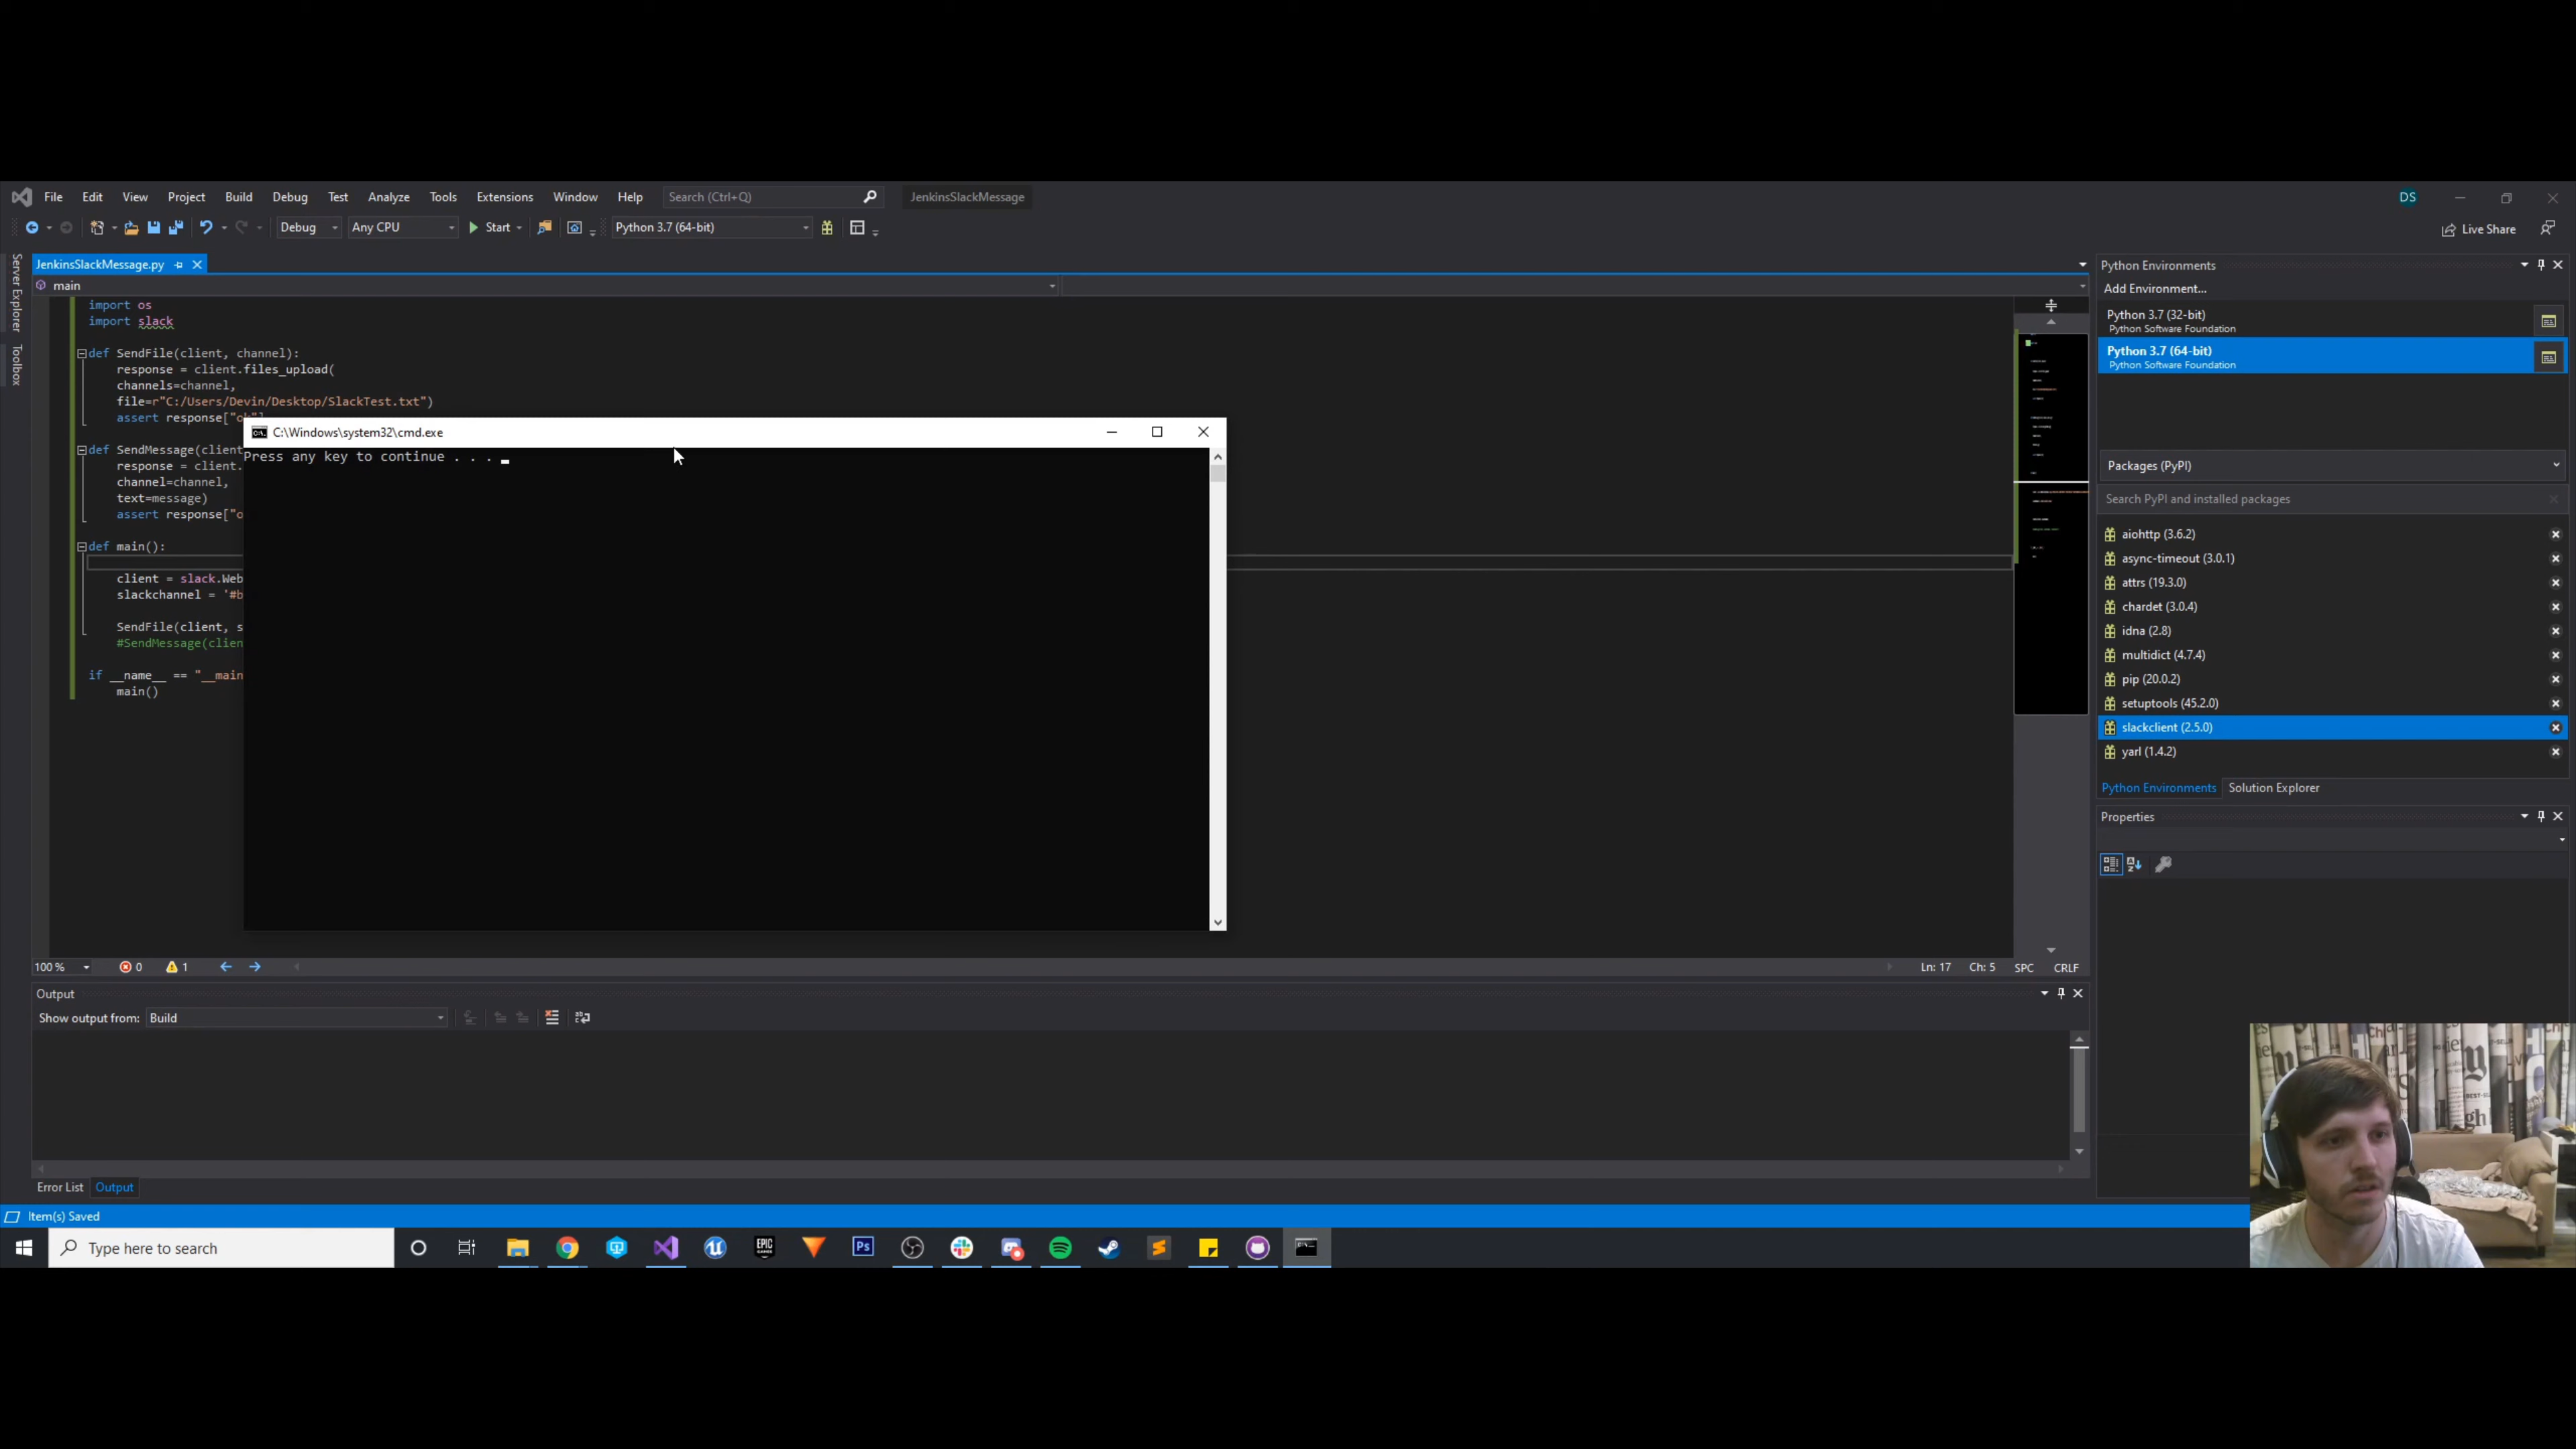 File Edit View Project Build Debug Test Analyze Tools Extensions Window Help Search (Ctrl+Q) JenkinsSlackMessage DS
Debug Any CPU Start Python 3.7 (64-bit) Live Share
Server Explorer
Toolbox
JenkinsSlackMessage.py
main
import os
import slack
def SendFile(client, channel):
response = client.files_upload(
channels=channel,
file=r"C:/Users/Devin/Desktop/SlackTest.txt")
assert response["ok"]
def SendMessage(client
response = client.
channel=channel,
text=message)
assert response["o
def main():
client = slack.Web
slackchannel = '#b
SendFile(client, s
#SendMessage(clien
if __name__ == "__main
main()
C:\Windows\system32\cmd.exe
Press any key to continue . . .
100 % 0 1 Ln: 17 Ch: 5 SPC CRLF
Output
Show output from: Build
Error List Output
Item(s) Saved
Python Environments
Add Environment...
Python 3.7 (32-bit)
Python Software Foundation
Python 3.7 (64-bit)
Python Software Foundation
Packages (PyPI)
Search PyPI and installed packages
aiohttp (3.6.2)
async-timeout (3.0.1)
attrs (19.3.0)
chardet (3.0.4)
idna (2.8)
multidict (4.7.4)
pip (20.0.2)
setuptools (45.2.0)
slackclient (2.5.0)
yarl (1.4.2)
Python Environments Solution Explorer
Properties
Type here to search